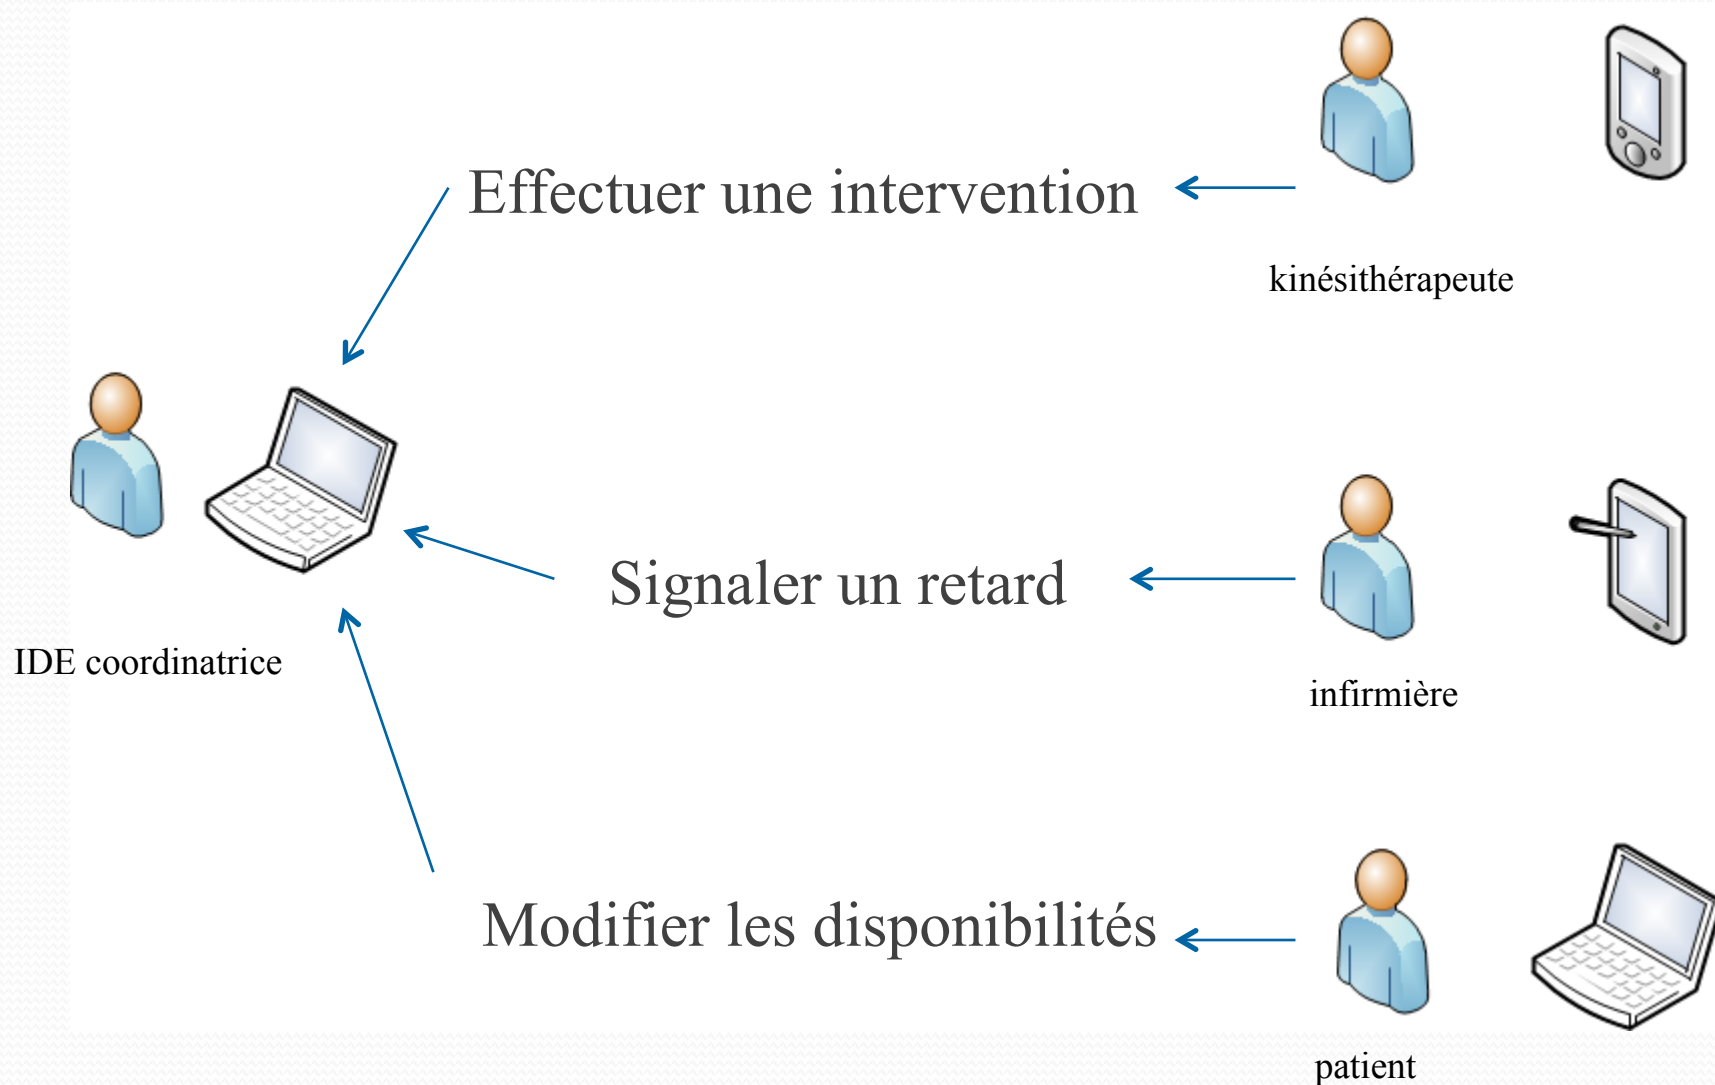 Effectuer une intervention
kinésithérapeute
IDE coordinatrice
Signaler un retard
infirmière
Modifier les disponibilités
patient